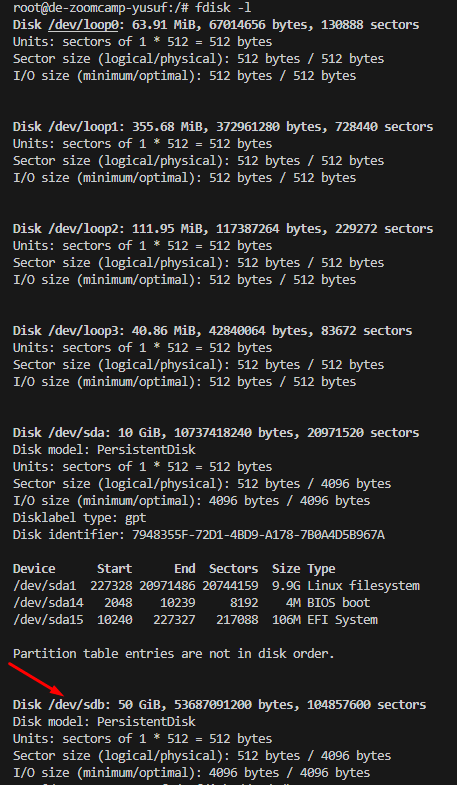 root@de-zoomcamp-yusuf:/# fdisk -l
Disk /dev/loop0: 63.91 MiB, 67014656 bytes, 130888 sectors
Units: sectors of 1 * 512 = 512 bytes
Sector size (logical/physical): 512 bytes / 512 bytes
I/O size (minimum/optimal): 512 bytes / 512 bytes
Disk /dev/loop1: 355.68 MiB, 372961280 bytes, 728440 sectors
Units: sectors of 1 * 512 = 512 bytes
Sector size (logical/physical): 512 bytes / 512 bytes
I/O size (minimum/optimal): 512 bytes / 512 bytes
Disk /dev/loop2: 111.95 MiB, 117387264 bytes, 229272 sectors
Units: sectors of 1 * 512 = 512 bytes
Sector size (logical/physical): 512 bytes / 512 bytes
I/O size (minimum/optimal): 512 bytes / 512 bytes
Disk /dev/loop3: 40.86 MiB, 42840064 bytes, 83672 sectors
Units: sectors of 1 * 512 = 512 bytes
Sector size (logical/physical): 512 bytes / 512 bytes
I/O size (minimum/optimal): 512 bytes / 512 bytes
Disk /dev/sda: 10 GiB, 10737418240 bytes, 20971520 sectors
Disk model: PersistentDisk
Units: sectors of 1 * 512 = 512 bytes
Sector size (logical/physical): 512 bytes / 4096 bytes
I/O size (minimum/optimal): 4096 bytes / 4096 bytes
Disklabel type: gpt
Disk identifier: 7948355F-72D1-4BD9-A178-7B0A4D5B967A
Device Start End Sectors Size Type
/dev/sda1 227328 20971486 20744159 9.9G Linux filesystem
/dev/sda14 2048 10239 8192 4M BIOS boot
/dev/sda15 10240 227327 217088 106M EFI System
Partition table entries are not in disk order.
Disk /dev/sdb: 50 GiB, 53687091200 bytes, 104857600 sectors
Disk model: PersistentDisk
Units: sectors of 1 * 512 = 512 bytes
Sector size (logical/physical): 512 bytes / 4096 bytes
I/O size (minimum/optimal): 4096 bytes / 4096 bytes